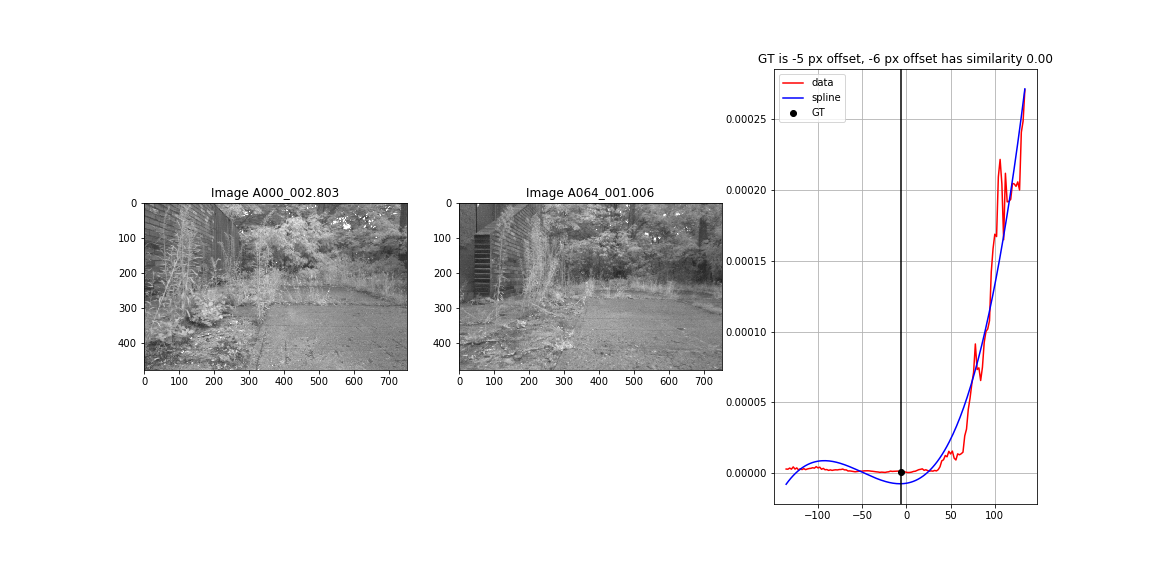 GT is -5 px offset, -6 px offset has similarity 0.00
data
spline
GT
0.00025
0.00020
0.00015
0.00010
0.00005
0.00000
−100 −50 0 50 100
Image A000_002.803
0
100
200
300
400
0 100 200 300 400 500 600 700
Image A064_001.006
0
100
200
300
400
0 100 200 300 400 500 600 700